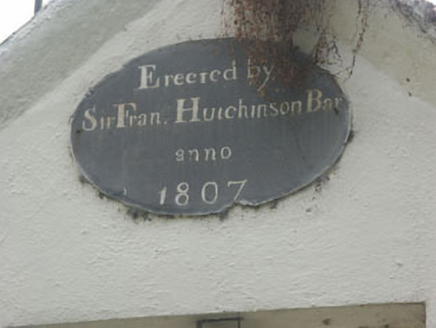 Erected by
Sir Fran. Hutchinson Bar
anno
1807